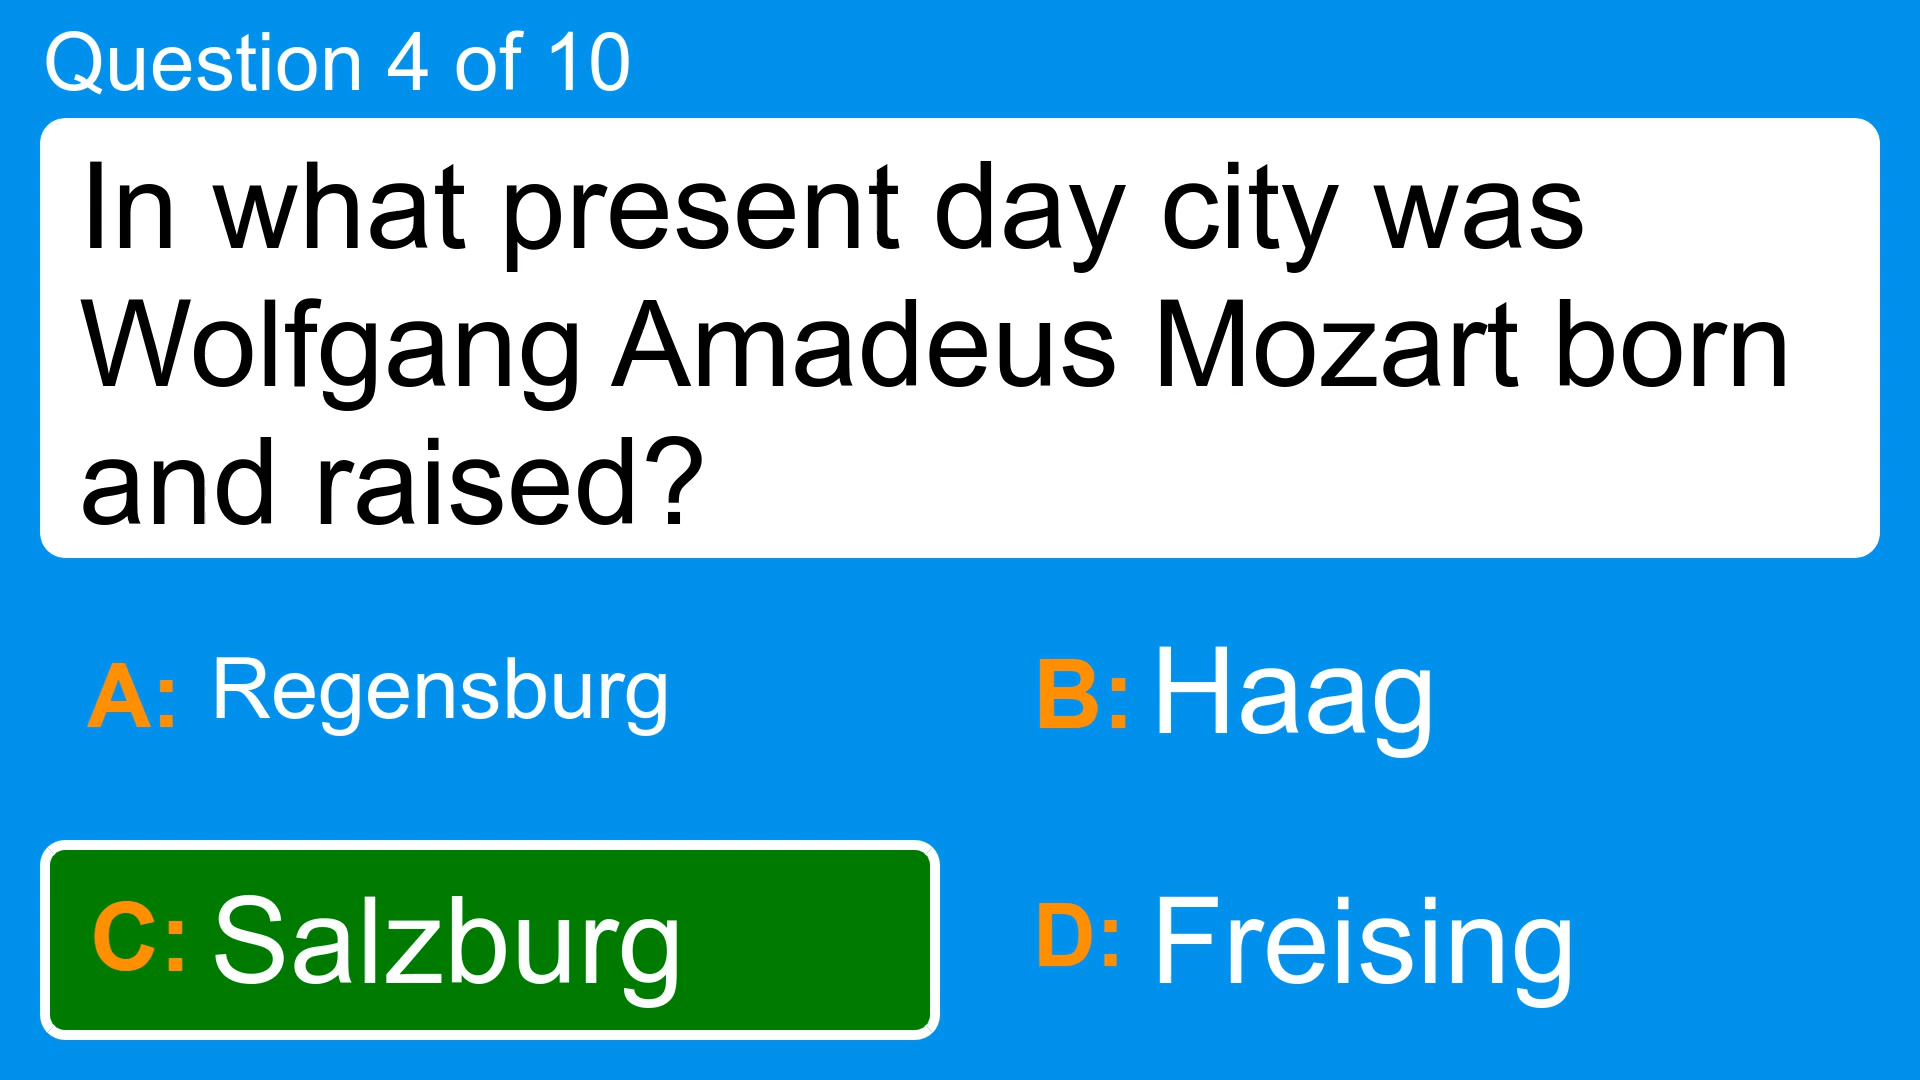 Question 4 of 10
In what present day city was
Wolfgang Amadeus Mozart born
and raised?
A: Regensburg
B: Haag
C: Salzburg
D: Freising